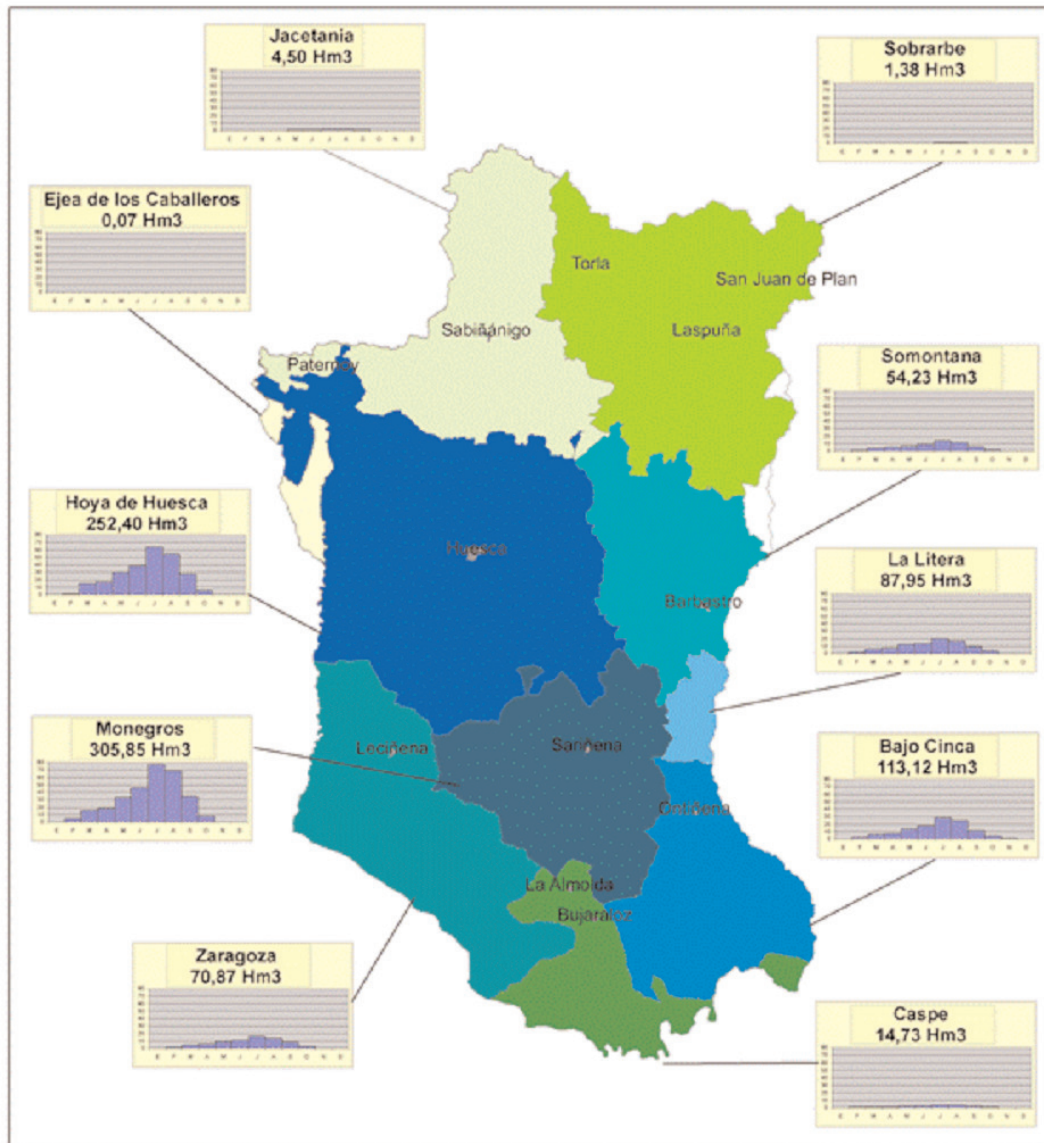 Jacetania
4,50 Hm3
E F M A M J J A S O N D
Sobrarbe
1,38 Hm3
E F M A M J J A S O N D
Ejea de los Caballeros
0,07 Hm3
E F M A M J J A S O N D
Torla
San Juan de Plan
Sabiñánigo
Laspuña
Paternoy
Somontana
54,23 Hm3
E F M A M J J A S O N D
Hoya de Huesca
252,40 Hm3
E F M A M J J A S O N D
Huesca
La Litera
87,95 Hm3
E F M A M J J A S O N D
Barbastro
Monegros
305,85 Hm3
E F M A M J J A S O N D
Leciñena
Sariñena
Bajo Cinca
113,12 Hm3
E F M A M J J A S O N D
Ontiñena
La Almolda
Bujaraloz
Zaragoza
70,87 Hm3
E F M A M J J A S O N D
Caspe
14,73 Hm3
E F M A M J J A S O N D